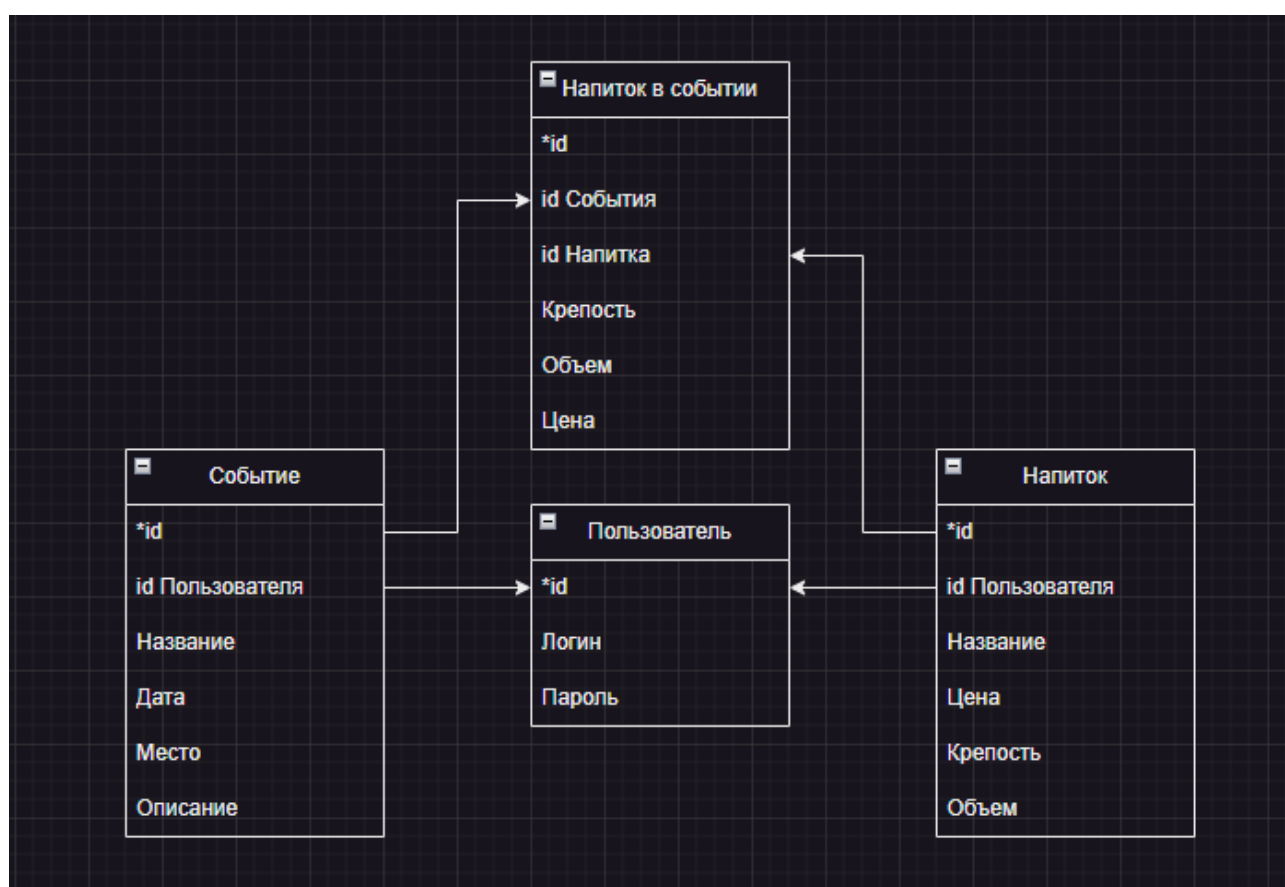 Напиток в событии
*id
id События
id Напитка
Крепость
Объем
Цена
Событие
*id
id Пользователя
Название
Дата
Место
Описание
Пользователь
*id
Логин
Пароль
Напиток
*id
id Пользователя
Название
Цена
Крепость
Объем